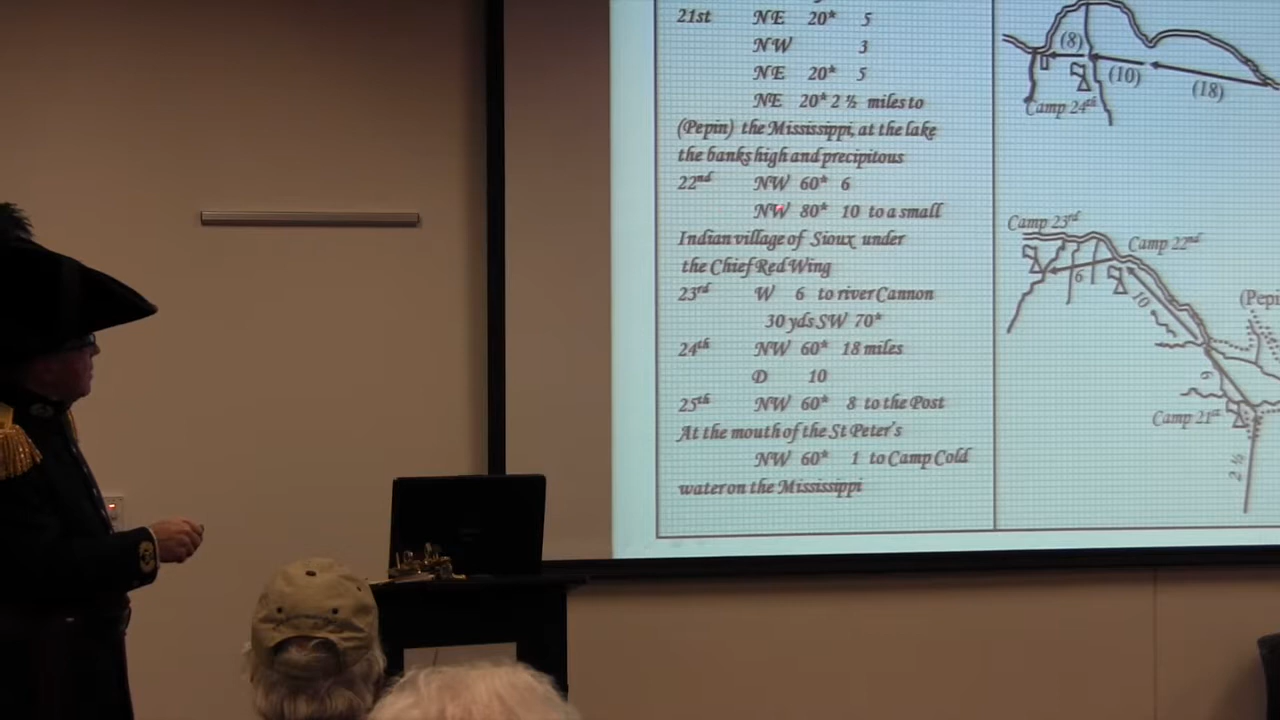 21st NE 20* 5
NW 3
NE 20* 5
NE 20* 2 ½ miles to
(Pepin) the Mississippi, at the lake
the banks high and precipitous
22nd NW 60* 6
NW 80* 10 to a small
Indian village of Sioux under
the Chief Red Wing
23rd W 6 to river Cannon
30 yds SW 70*
24th NW 60* 18 miles
D 10
25th NW 60* 8 to the Post
At the mouth of the St Peter's
NW 60* 1 to Camp Cold
water on the Mississippi
(8)
(10)
(18)
Camp 24th
Camp 23rd
Camp 22nd
6
10
(Pepi
6
Camp 21st
2 ½